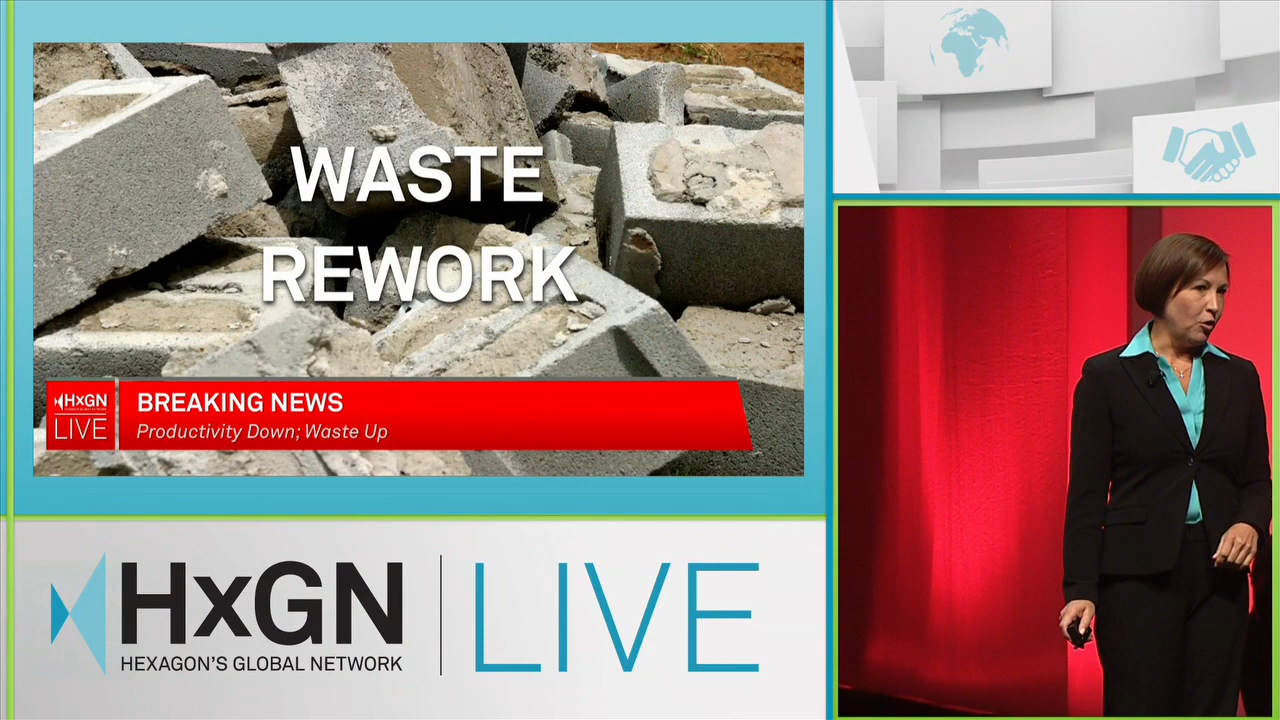 WASTE
REWORK
HxGN
LIVE
BREAKING NEWS
Productivity Down; Waste Up
HxGN
HEXAGON'S GLOBAL NETWORK
LIVE